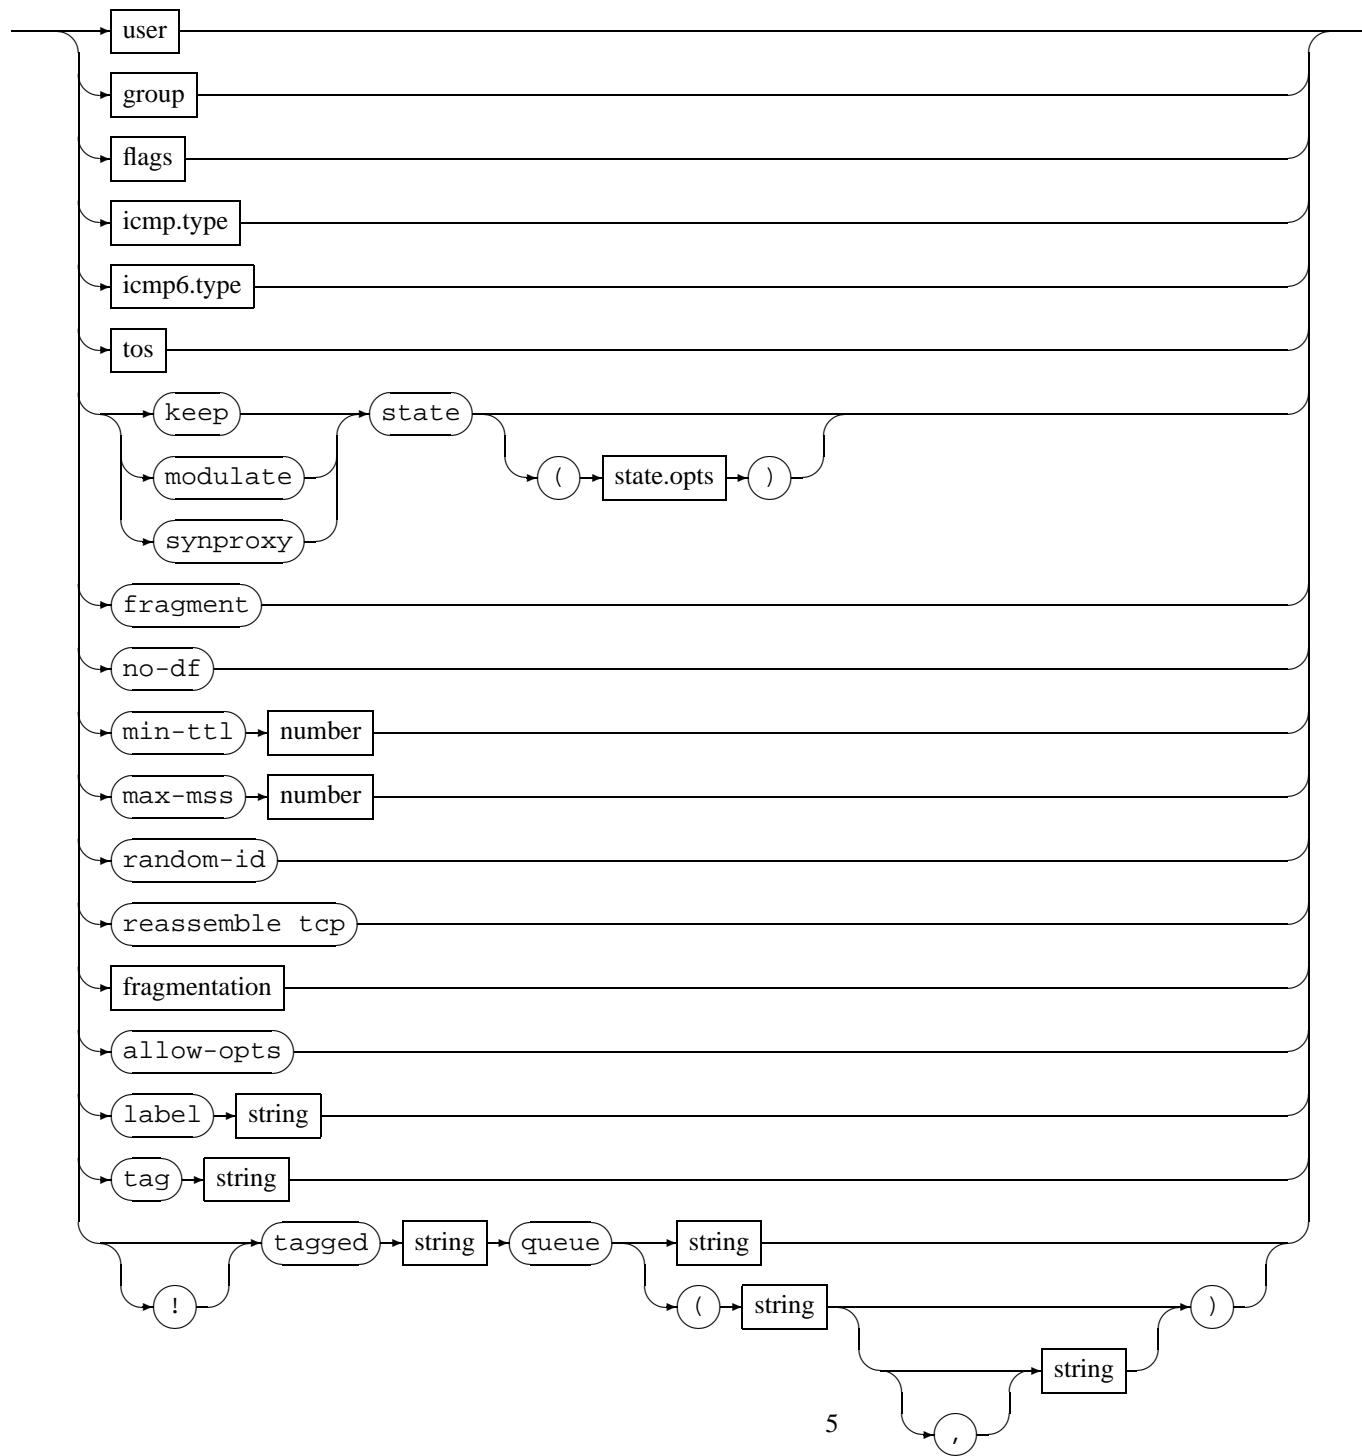 user
group
flags
icmp.type
icmp6.type
tos
keep state
modulate ( state.opts )
synproxy
fragment
no-df
min-ttl number
max-mss number
random-id
reassemble tcp
fragmentation
allow-opts
label string
tag string
tagged string queue string
! ( string )
string
5 ,